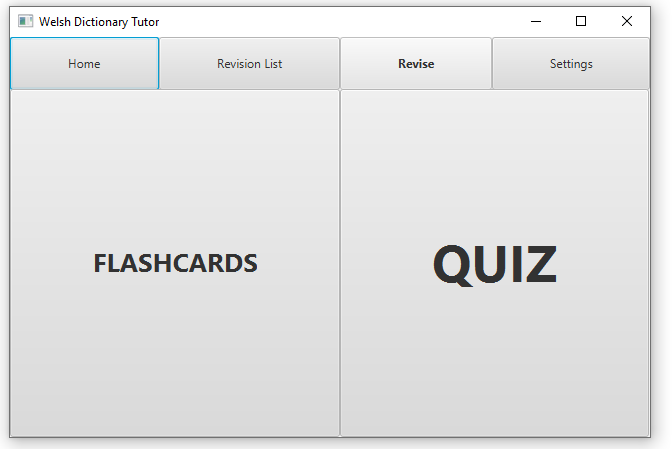 Welsh Dictionary Tutor
Home Revision List Revise Settings
FLASHCARDS QUIZ